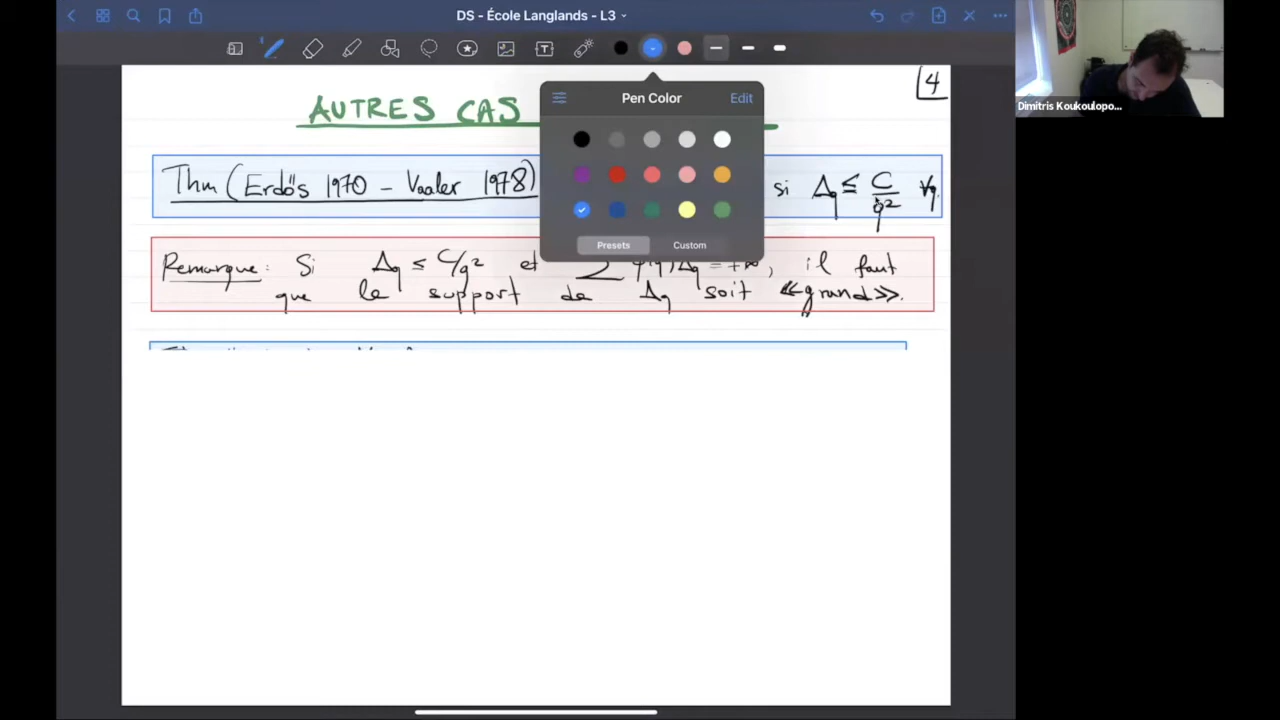 DS - École Langlands - L3
4
Dimitris Koukoulopo...
AUTRES CAS
Pen Color
Edit
Thm (Erdős 1970 - Vaaler 1978)
si Δq ≤ C/q² ∀q.
Presets
Custom
Remarque: Si Δq ≤ C/q² et = +∞, il faut
que le support de Δq soit «grand».